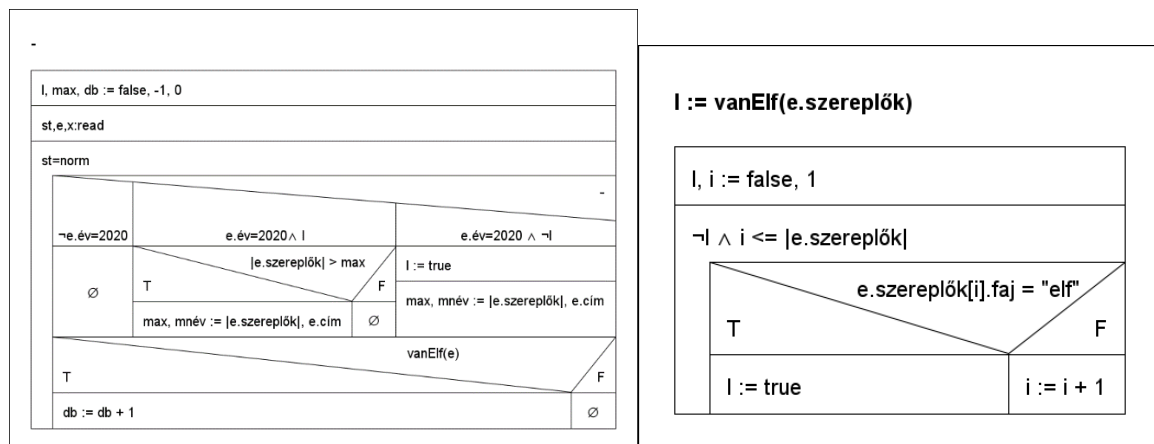 -
l, max, db := false, -1, 0
st,e,x:read
st=norm
-
¬e.év=2020
e.év=2020∧ l
e.év=2020 ∧ ¬l
∅
|e.szereplők| > max
T
F
max, mnév := |e.szereplők|, e.cím
∅
l := true
max, mnév := |e.szereplők|, e.cím
vanElf(e)
T
F
db := db + 1
∅
l := vanElf(e.szereplők)
l, i := false, 1
¬l ∧ i <= |e.szereplők|
e.szereplők[i].faj = "elf"
T
F
l := true
i := i + 1